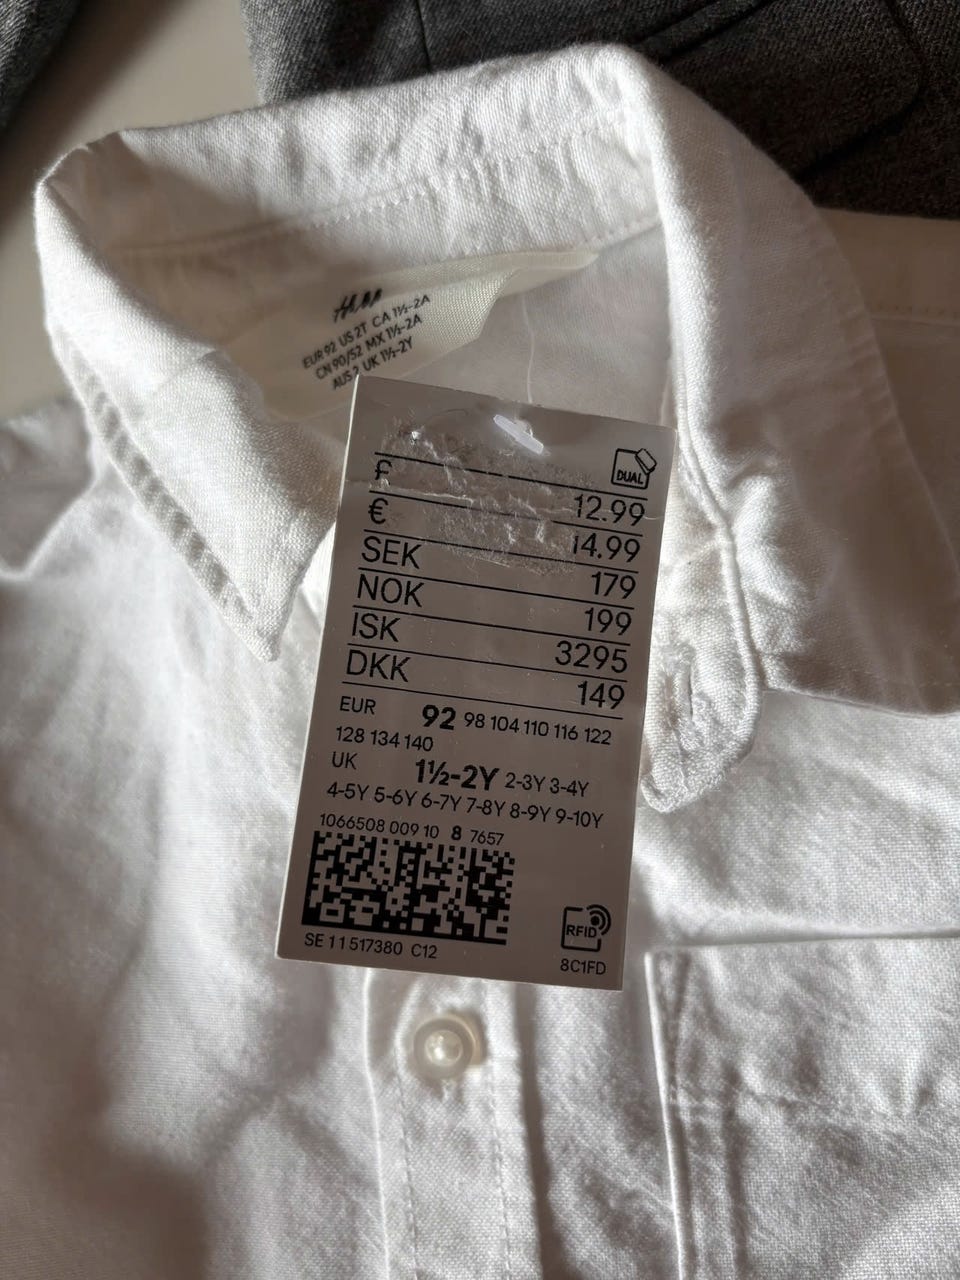 H&M
EUR 92 US 2T CA 1½-2A
CN 90/52 MX 1½-2A
AUS 2 UK 1½-2Y
DUAL
£ 12.99
€ 14.99
SEK 179
NOK 199
ISK 3295
DKK 149
EUR 92 98 104 110 116 122
128 134 140
UK 1½-2Y 2-3Y 3-4Y
4-5Y 5-6Y 6-7Y 7-8Y 8-9Y 9-10Y
1066508 009 10 8 7657
RFID
SE 11517380 C12
8C1FD